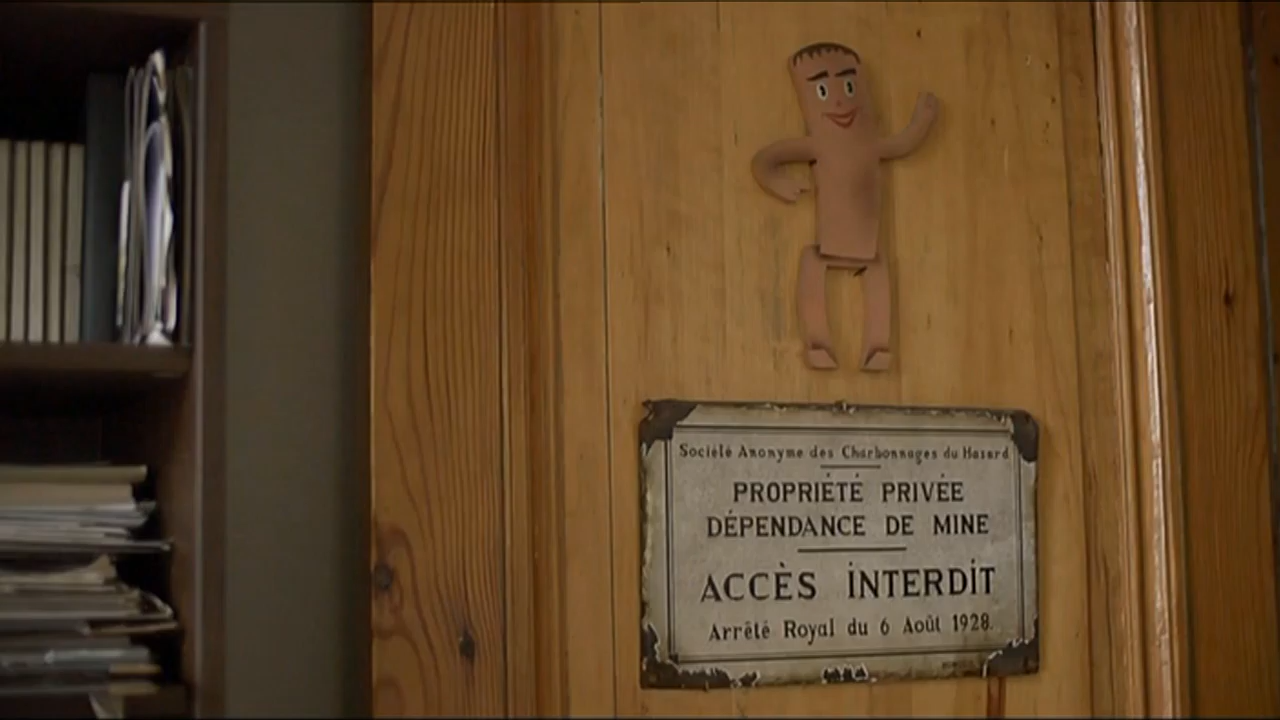 Société Anonyme des Charbonnages du Hasard
PROPRIÉTÉ PRIVÉE
DÉPENDANCE DE MINE
ACCÈS INTERDIT
Arrêté Royal du 6 Août 1928.